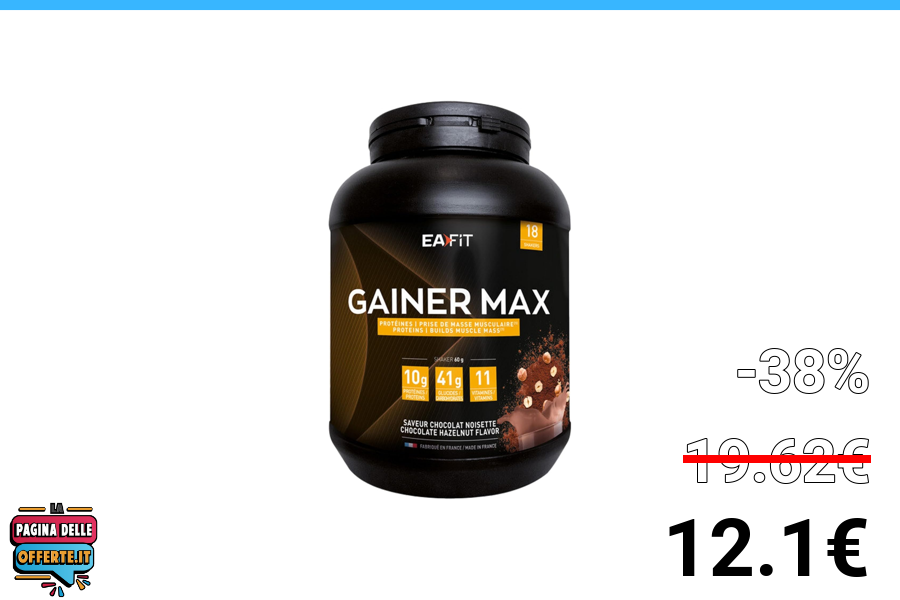 EAFIT
18
GAINER MAX
PROTÉINES | PRISE DE MASSE MUSCULAIRE
PROTEINS | BUILDS MUSCLE MASS
SHAKER 60 g
10g
41g
11
SAVEUR CHOCOLAT NOISETTE
CHOCOLATE HAZELNUT FLAVOR
FABRIQUÉ EN FRANCE / MADE IN FRANCE
-38%
19.62€
12.1€
LA
PAGINA DELLE
OFFERTE.IT